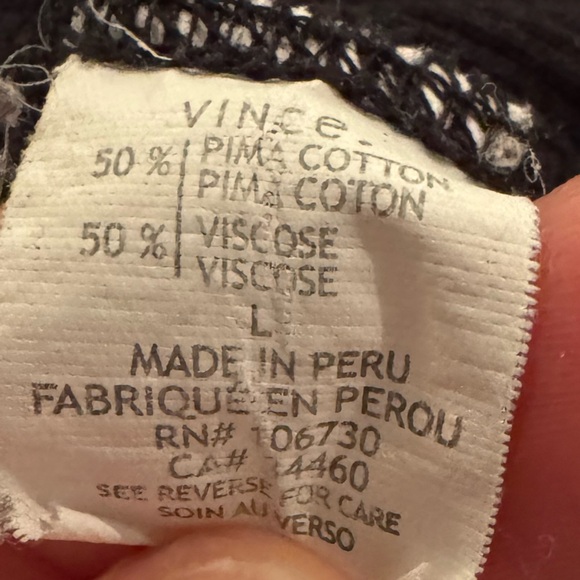 VINCe.
50 % PIMA COTTON
PIMA COTON
50 % VISCOSE
VISCOSE
L
MADE IN PERU
FABRIQUÉ EN PEROU
RN# 106730
CA#
SEE REVERSE FOR CARE
SOIN AU VERSO